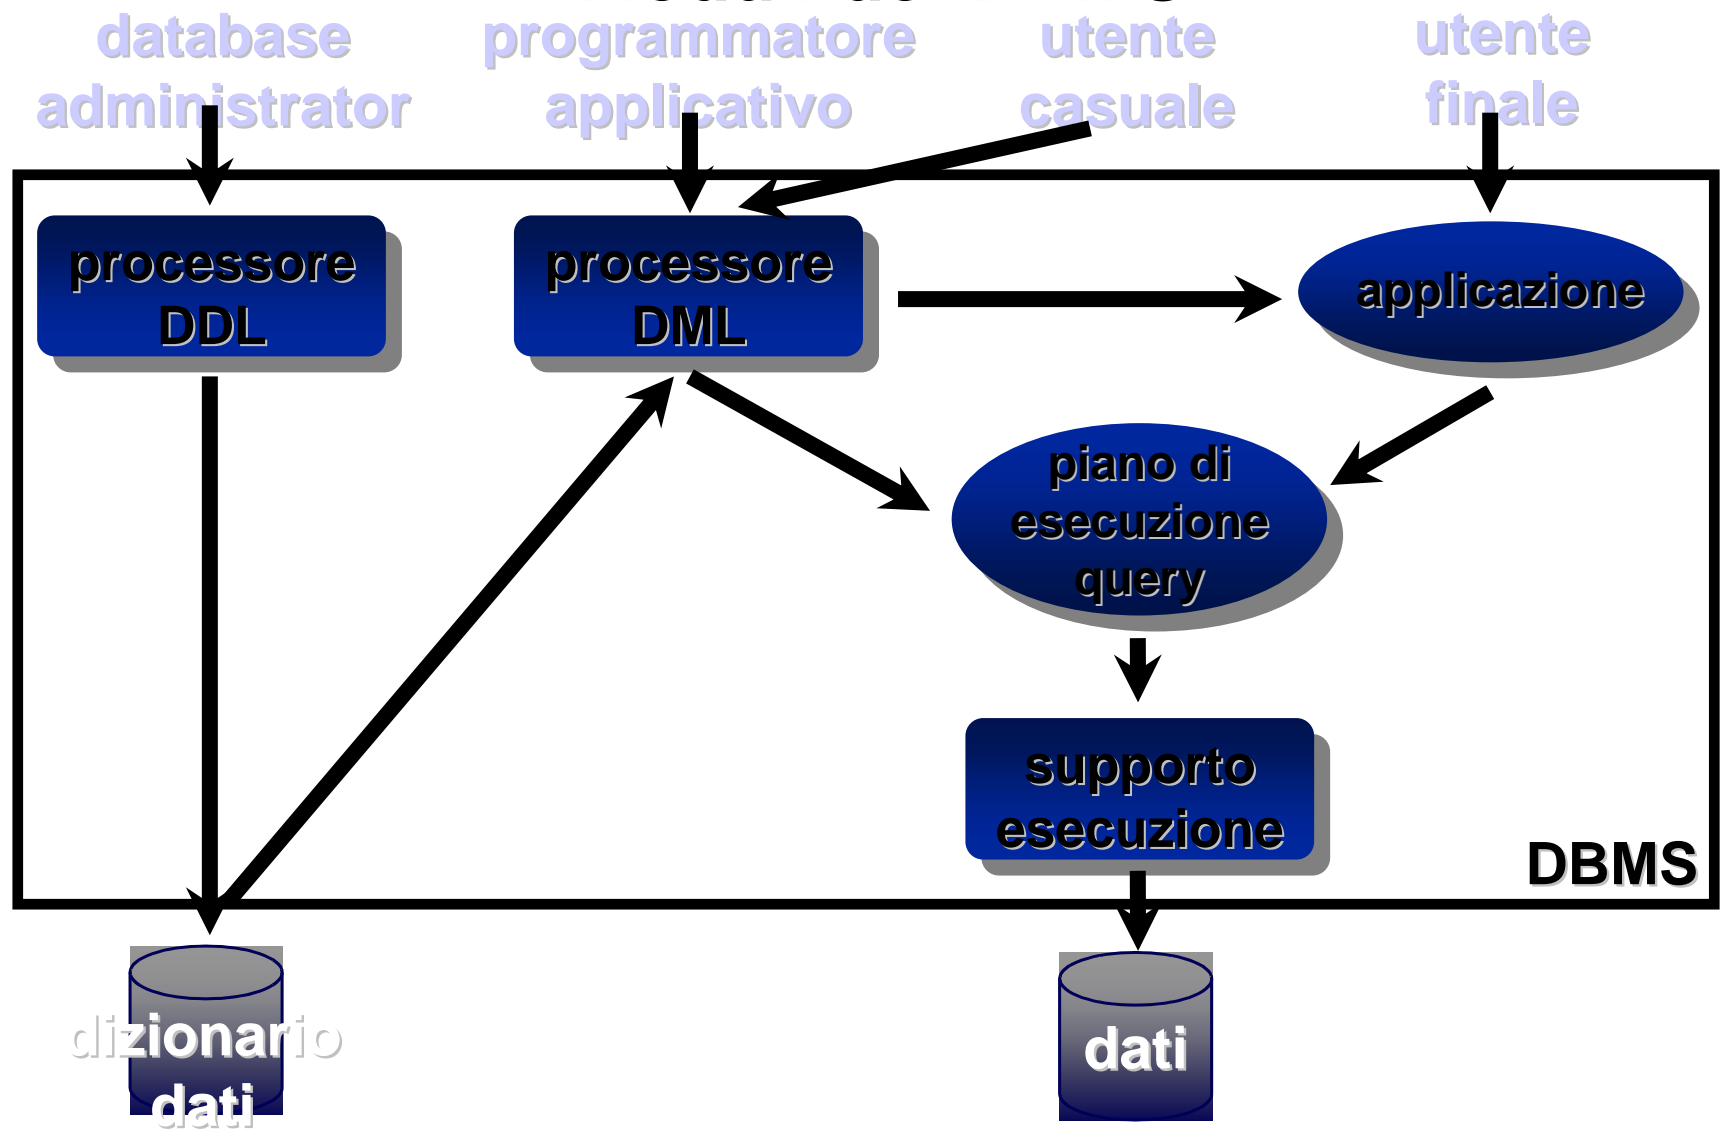 database
administrator
programmatore
applicativo
utente
casuale
utente
finale
processore
DDL
processore
DML
applicazione
piano di
esecuzione
query
supporto
esecuzione
DBMS
dizionario
dati
dati